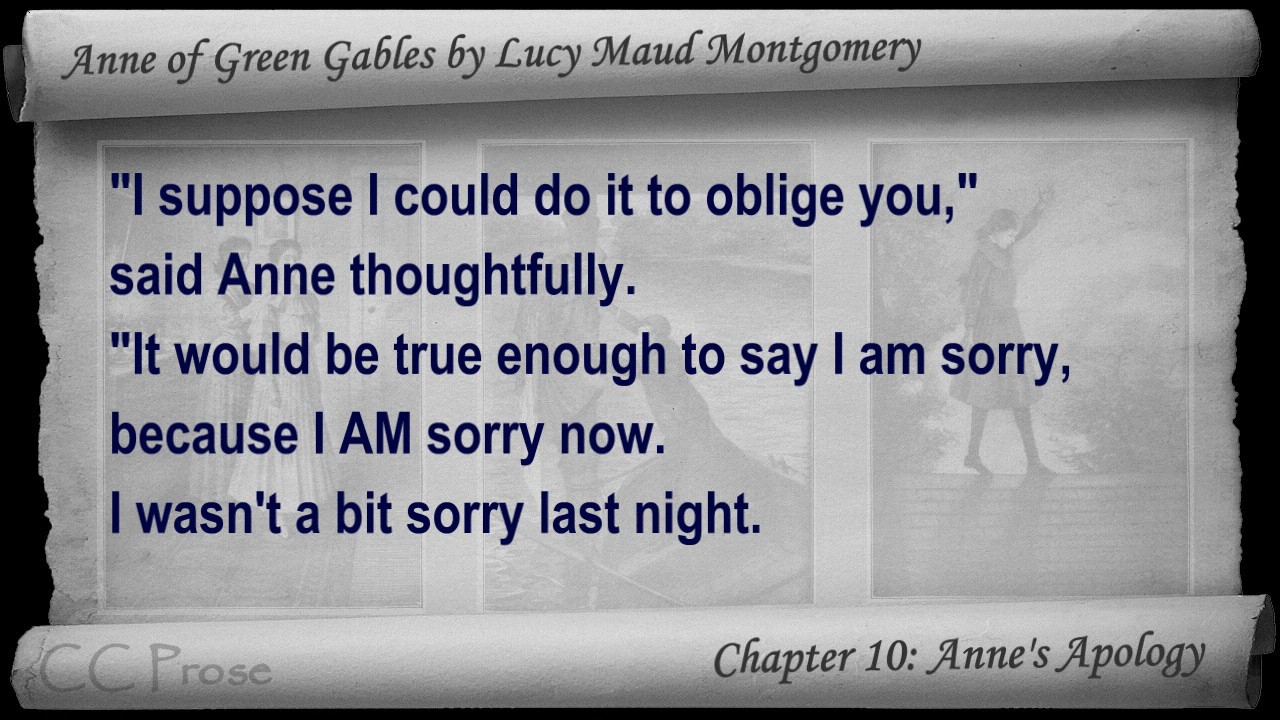 Anne of Green Gables by Lucy Maud Montgomery
"I suppose I could do it to oblige you,"
said Anne thoughtfully.
"It would be true enough to say I am sorry,
because I AM sorry now.
I wasn't a bit sorry last night.
CC Prose
Chapter 10: Anne's Apology